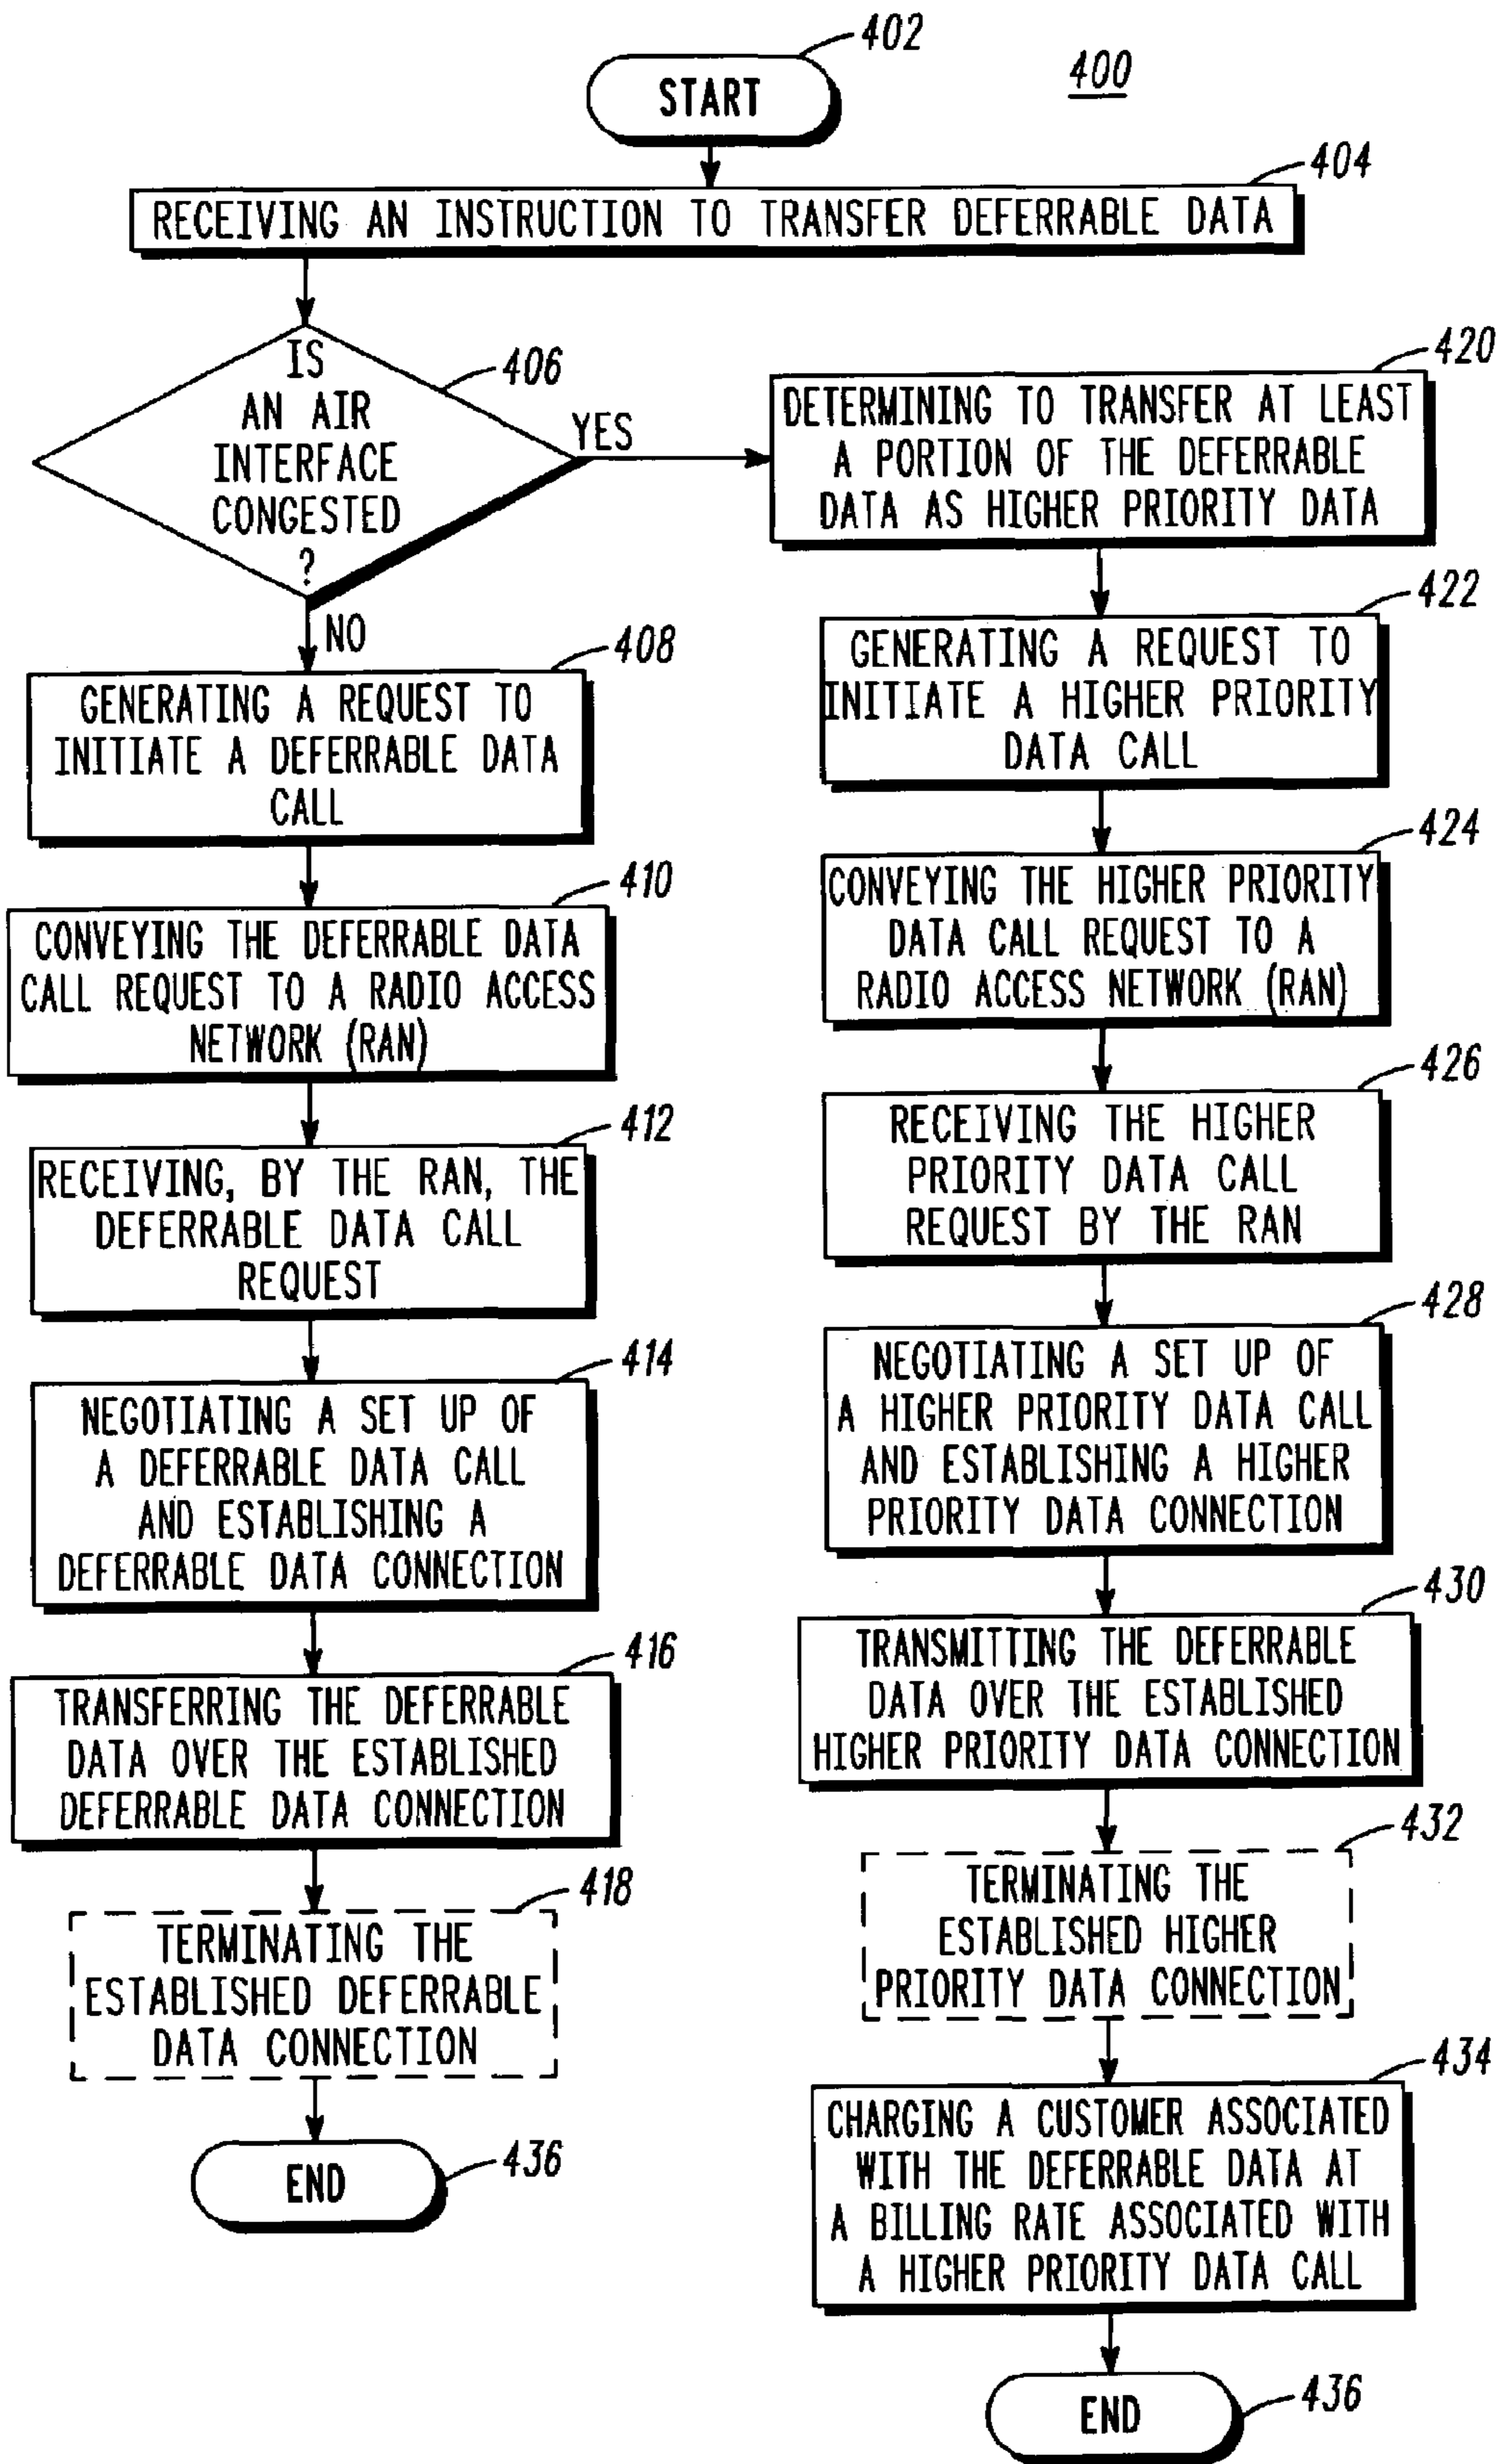 402
400
START
404
RECEIVING AN INSTRUCTION TO TRANSFER DEFERRABLE DATA
406
IS
AN AIR
INTERFACE
CONGESTED
?
YES
NO
408
GENERATING A REQUEST TO
INITIATE A DEFERRABLE DATA
CALL
410
CONVEYING THE DEFERRABLE DATA
CALL REQUEST TO A RADIO ACCESS
NETWORK (RAN)
412
RECEIVING, BY THE RAN, THE
DEFERRABLE DATA CALL
REQUEST
414
NEGOTIATING A SET UP OF
A DEFERRABLE DATA CALL
AND ESTABLISHING A
DEFERRABLE DATA CONNECTION
416
TRANSFERRING THE DEFERRABLE
DATA OVER THE ESTABLISHED
DEFERRABLE DATA CONNECTION
418
TERMINATING THE
ESTABLISHED DEFERRABLE
DATA CONNECTION
END
436
420
DETERMINING TO TRANSFER AT LEAST
A PORTION OF THE DEFERRABLE
DATA AS HIGHER PRIORITY DATA
422
GENERATING A REQUEST TO
INITIATE A HIGHER PRIORITY
DATA CALL
424
CONVEYING THE HIGHER PRIORITY
DATA CALL REQUEST TO A
RADIO ACCESS NETWORK (RAN)
426
RECEIVING THE HIGHER
PRIORITY DATA CALL
REQUEST BY THE RAN
428
NEGOTIATING A SET UP OF
A HIGHER PRIORITY DATA CALL
AND ESTABLISHING A HIGHER
PRIORITY DATA CONNECTION
430
TRANSMITTING THE DEFERRABLE
DATA OVER THE ESTABLISHED
HIGHER PRIORITY DATA CONNECTION
432
TERMINATING THE
ESTABLISHED HIGHER
PRIORITY DATA CONNECTION
434
CHARGING A CUSTOMER ASSOCIATED
WITH THE DEFERRABLE DATA AT
A BILLING RATE ASSOCIATED WITH
A HIGHER PRIORITY DATA CALL
END
436